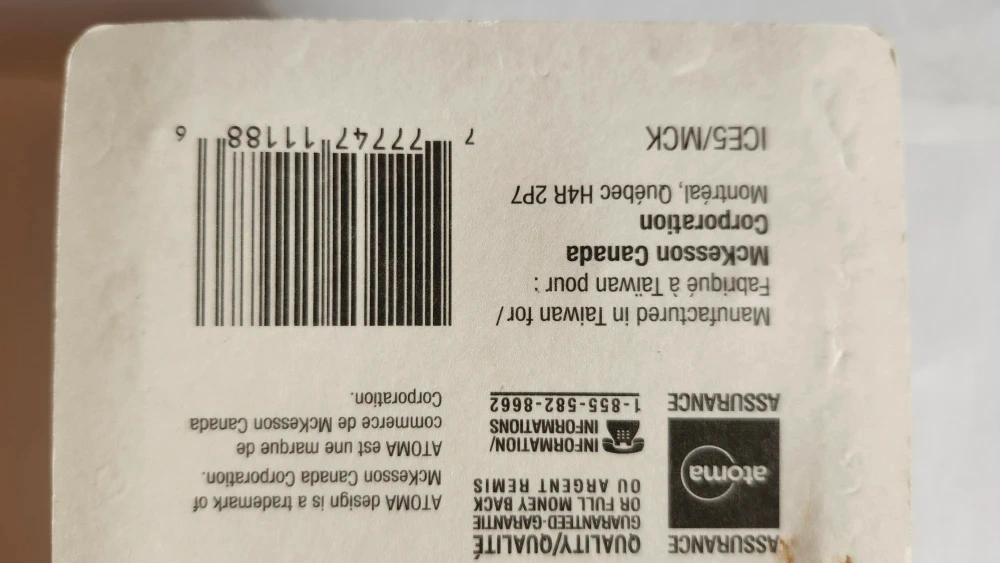 ASSURANCE
atoma
ASSURANCE
QUALITY/QUALITÉ
GUARANTEED-GARANTIE
OR FULL MONEY BACK
OU ARGENT REMIS
INFORMATION/
INFORMATIONS
1-855-582-8662
ATOMA design is a trademark of
McKesson Canada Corporation.
ATOMA est une marque de
commerce de McKesson Canada
Corporation.
Manufactured in Taiwan for/
Fabriqué à Taïwan pour :
McKesson Canada
Corporation
Montréal, Québec H4R 2P7
ICE5/MCK
7 77747 11188 6